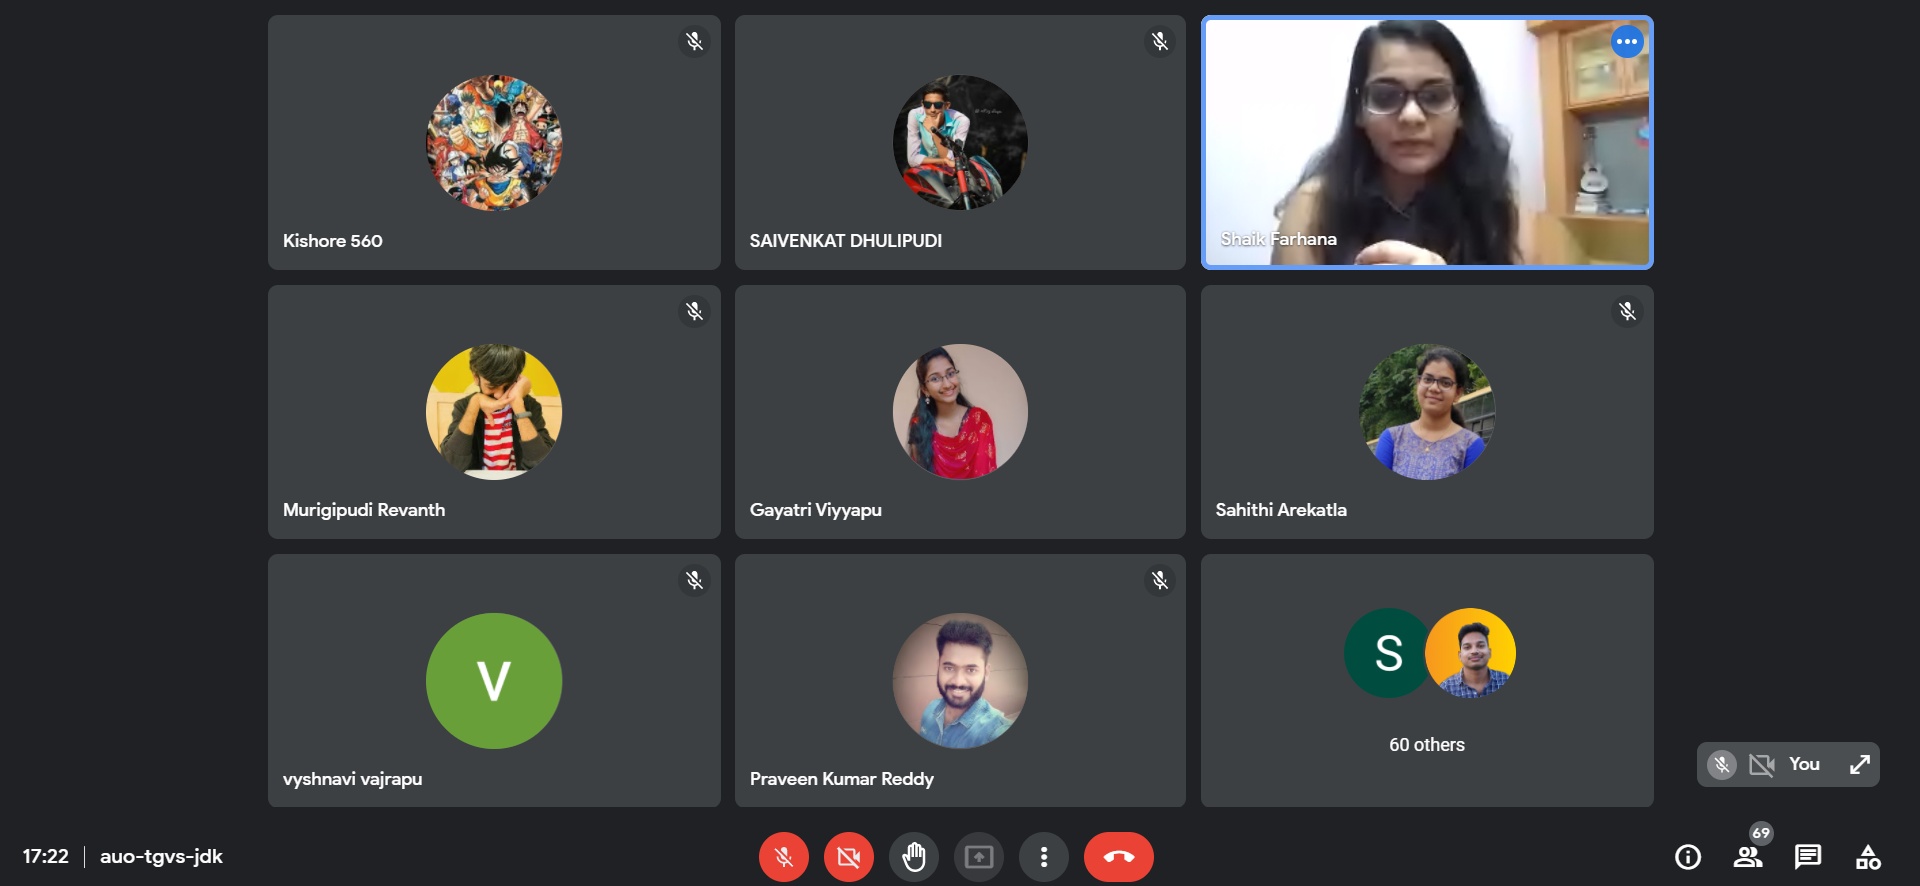 Kishore 560
SAIVENKAT DHULIPUDI
Shaik Farhana
Murigipudi Revanth
Gayatri Viyyapu
Sahithi Arekatla
V
vyshnavi vajrapu
Praveen Kumar Reddy
S
60 others
You
17:22 | auo-tgvs-jdk
69